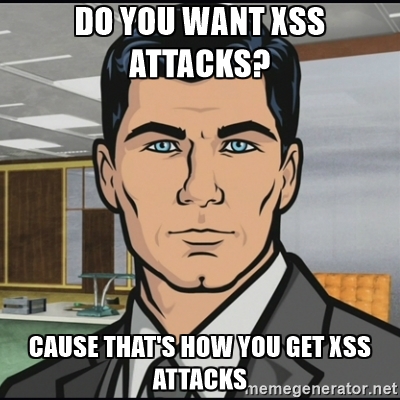 DO YOU WANT XSS
ATTACKS?
CAUSE THAT'S HOW YOU GET XSS
ATTACKS
memegenerator.net